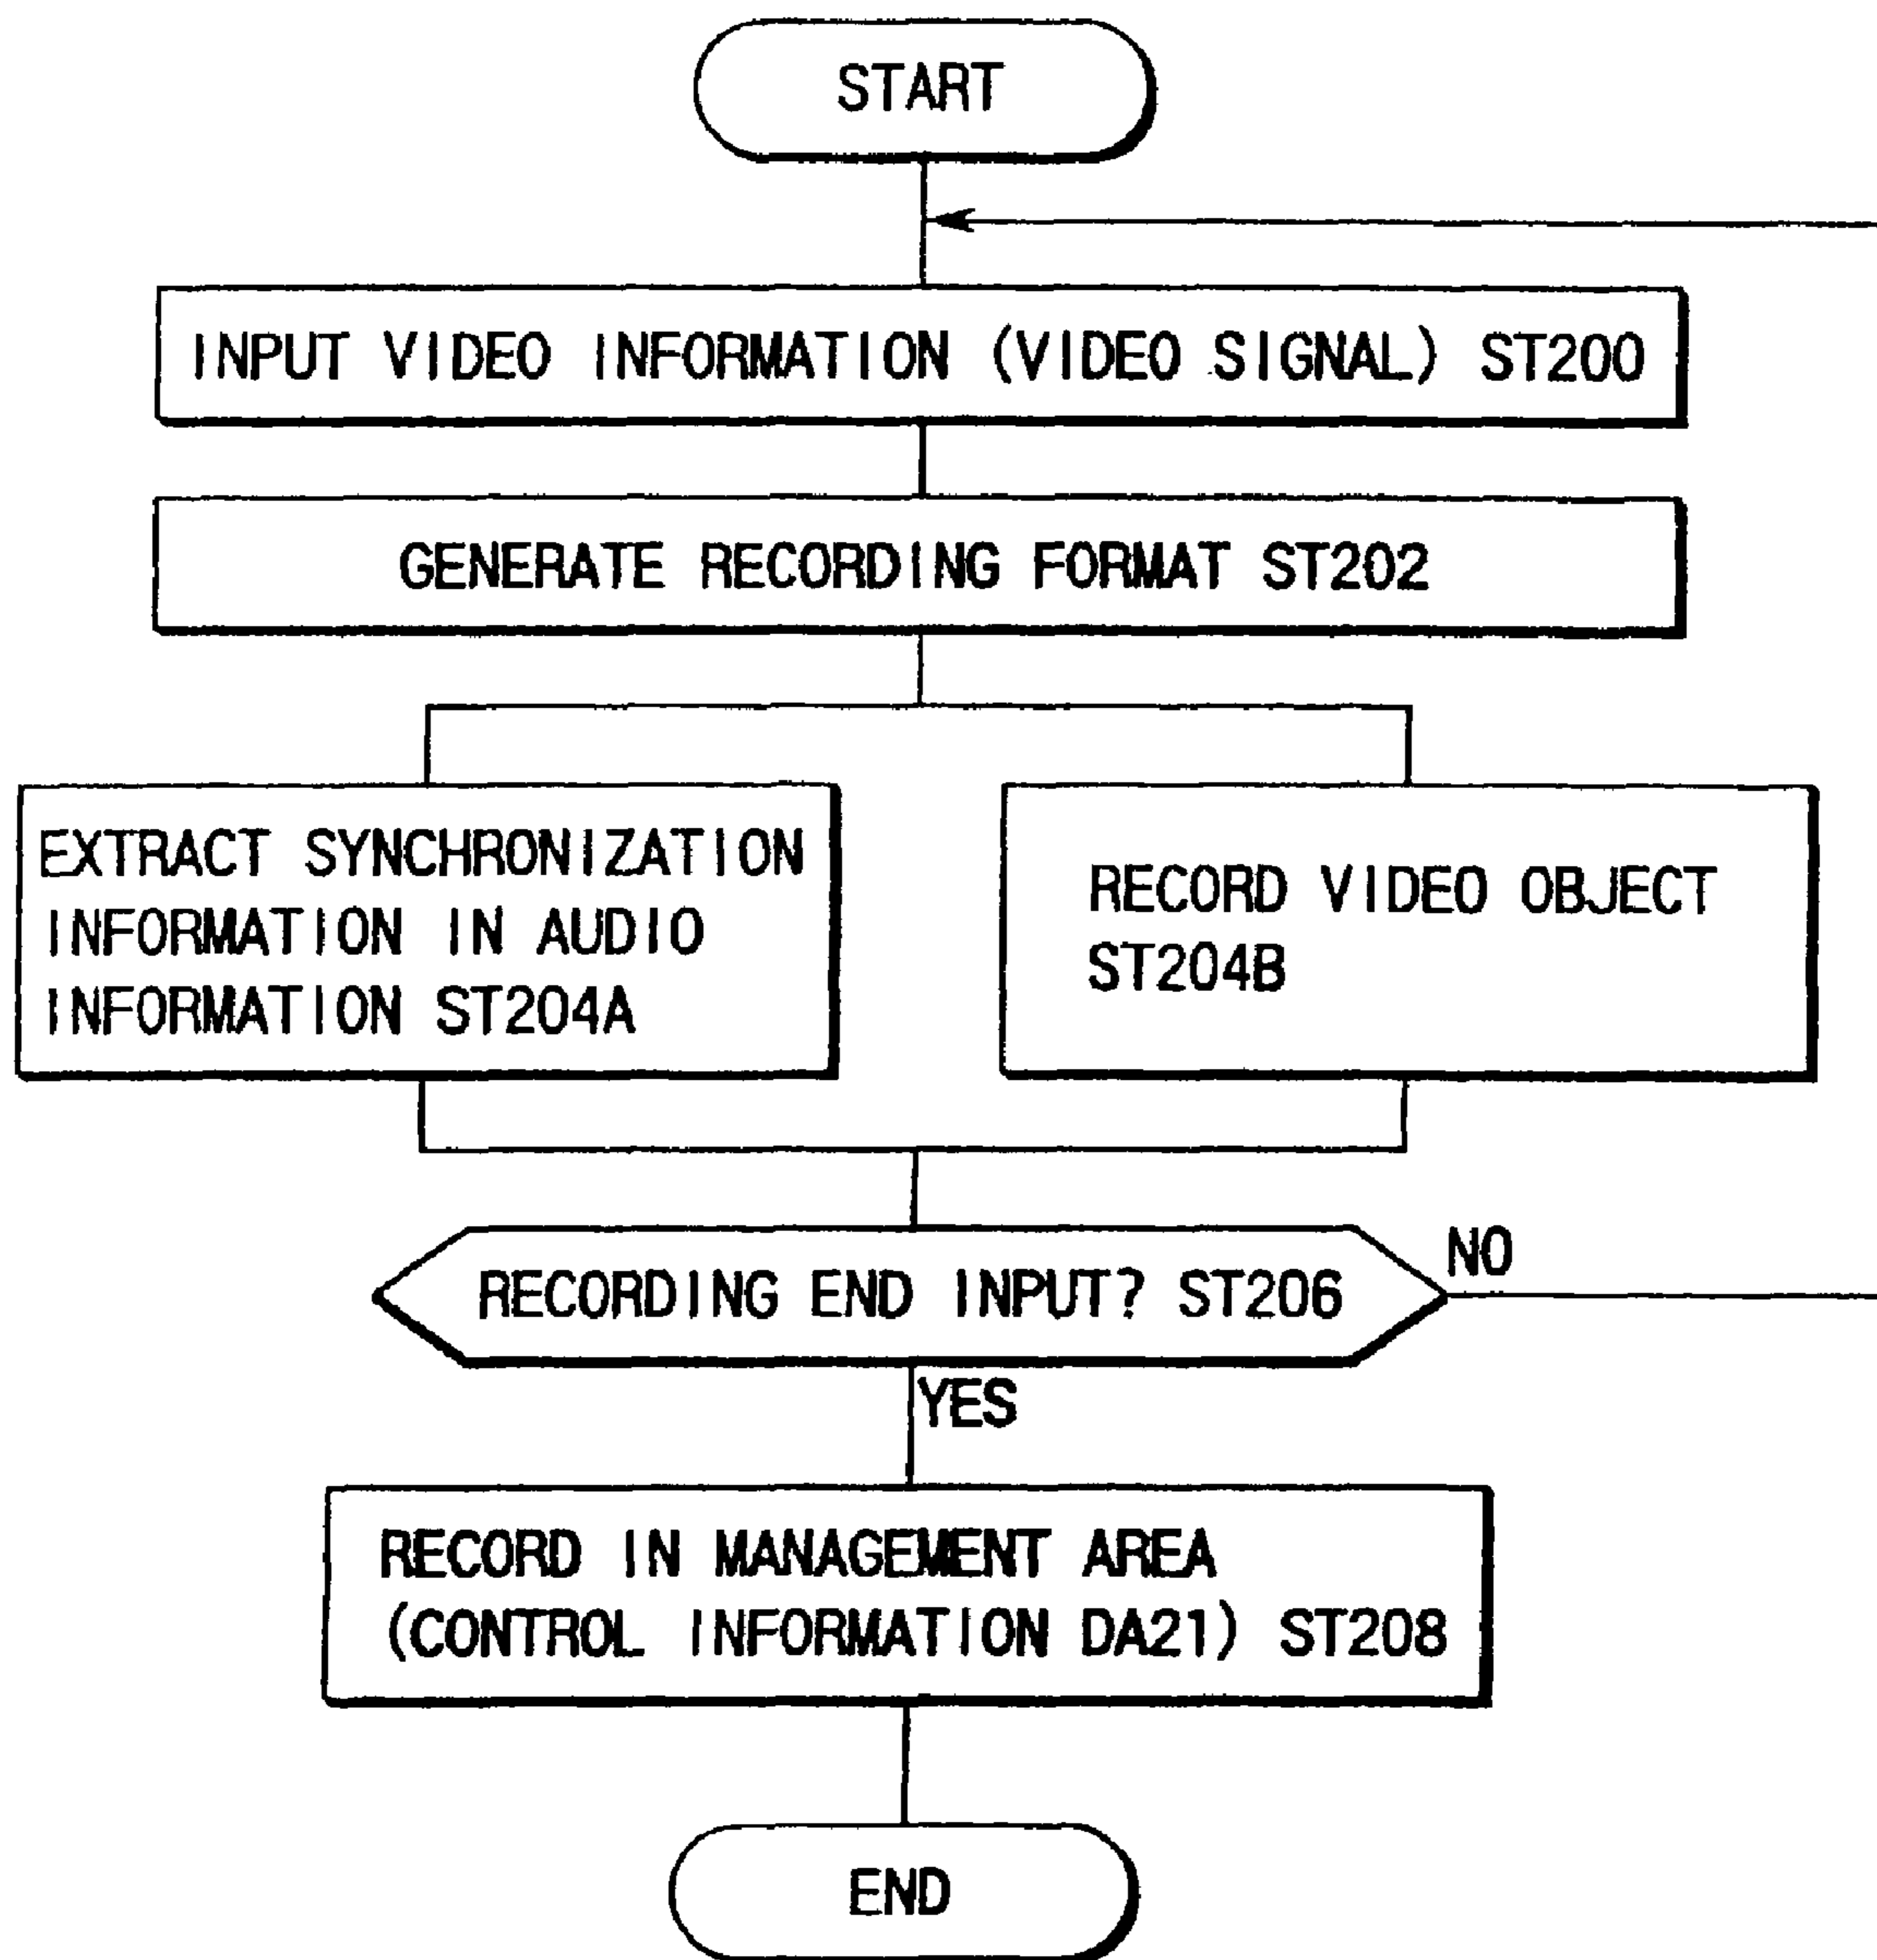 START
INPUT VIDEO INFORMATION (VIDEO SIGNAL) ST200
GENERATE RECORDING FORMAT ST202
EXTRACT SYNCHRONIZATION
INFORMATION IN AUDIO
INFORMATION ST204A
RECORD VIDEO OBJECT
ST204B
RECORDING END INPUT? ST206
NO
YES
RECORD IN MANAGEMENT AREA
(CONTROL INFORMATION DA21) ST208
END